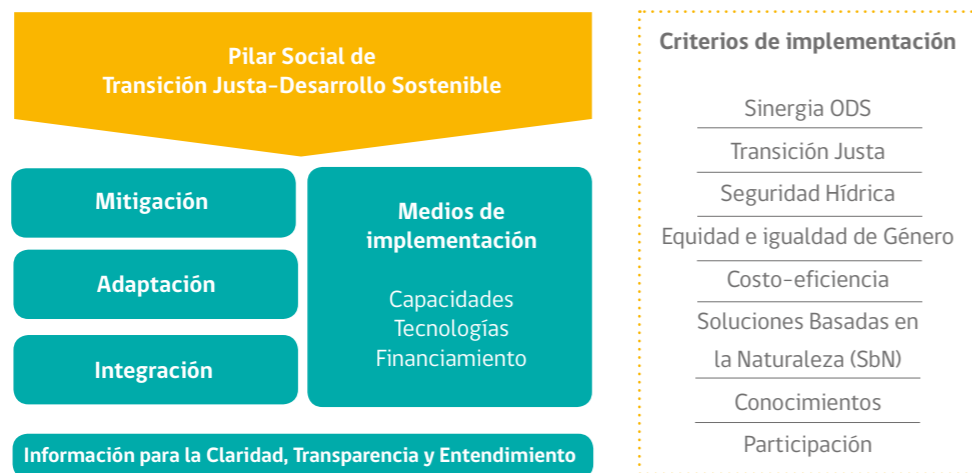 Pilar Social de
Transición Justa-Desarrollo Sostenible
Mitigación
Adaptación
Integración
Medios de
implementación
Capacidades
Tecnologías
Financiamiento
Información para la Claridad, Transparencia y Entendimiento
Criterios de implementación
Sinergia ODS
Transición Justa
Seguridad Hídrica
Equidad e igualdad de Género
Costo-eficiencia
Soluciones Basadas en
la Naturaleza (SbN)
Conocimientos
Participación